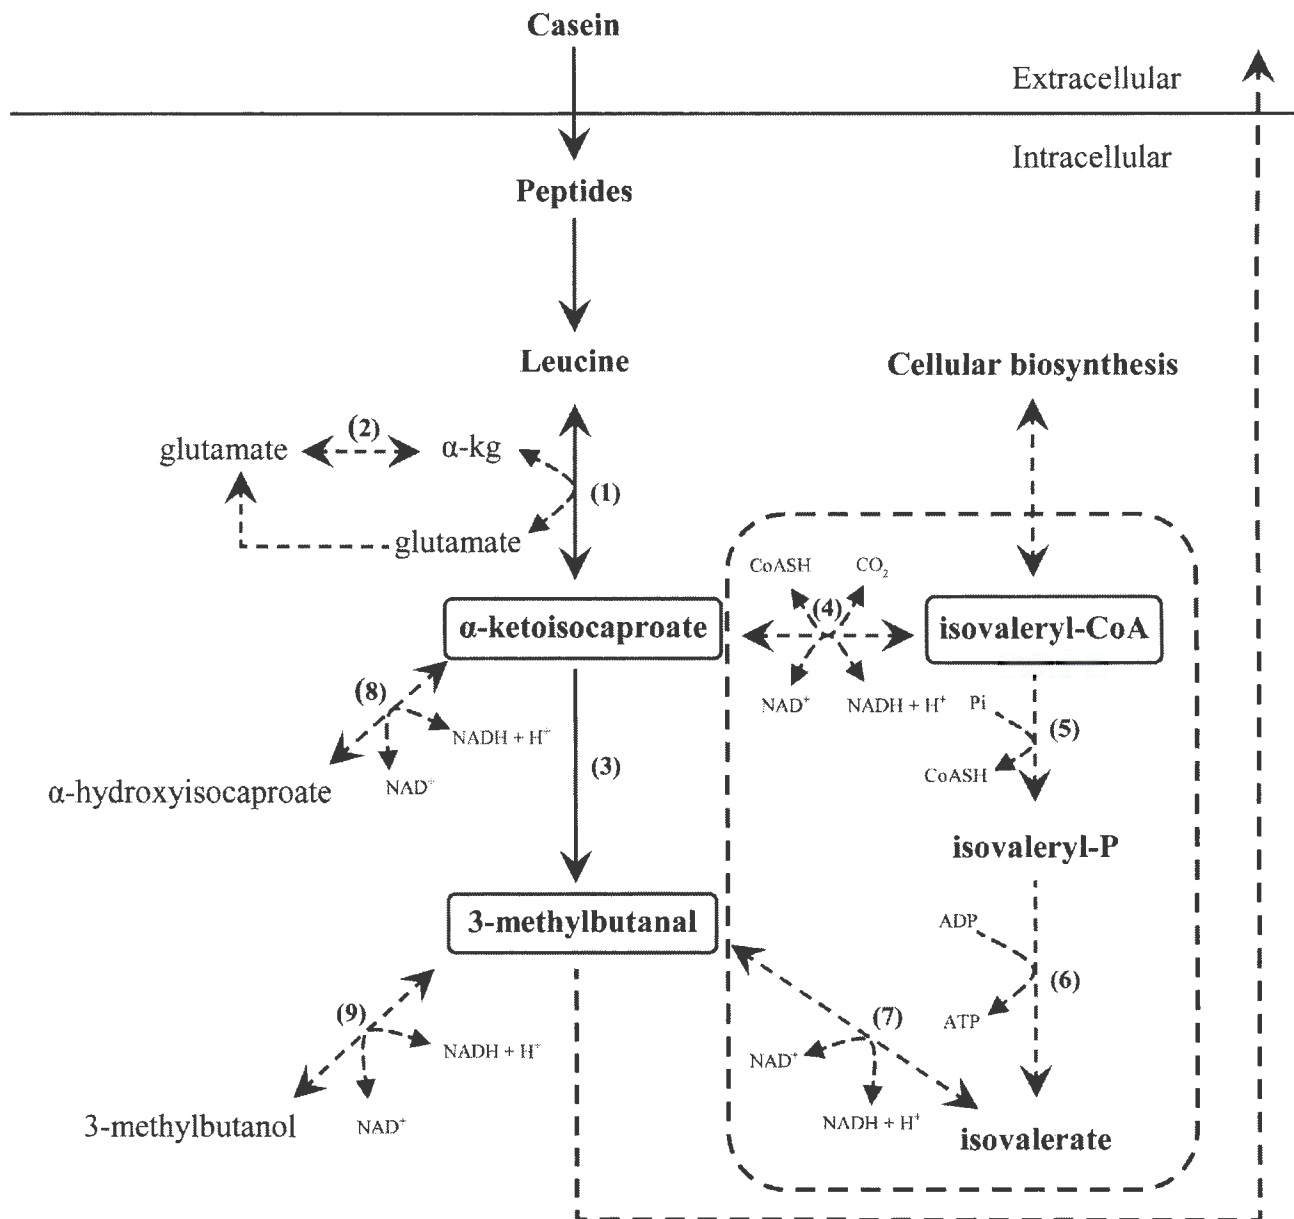 Casein
Extracellular
Intracellular
Peptides
Leucine
Cellular biosynthesis
(2)
glutamate
α-kg
(1)
glutamate
CoASH
CO₂
(4)
α-ketoisocaproate
isovaleryl-CoA
(8)
NAD⁺
NADH + H⁺
Pi
(5)
NADH + H⁺
(3)
CoASH
α-hydroxyisocaproate
NAD⁺
isovaleryl-P
3-methylbutanal
ADP
(6)
(9)
(7)
ATP
NADH + H⁺
NAD⁺
3-methylbutanol
NAD⁺
NADH + H⁺
isovalerate